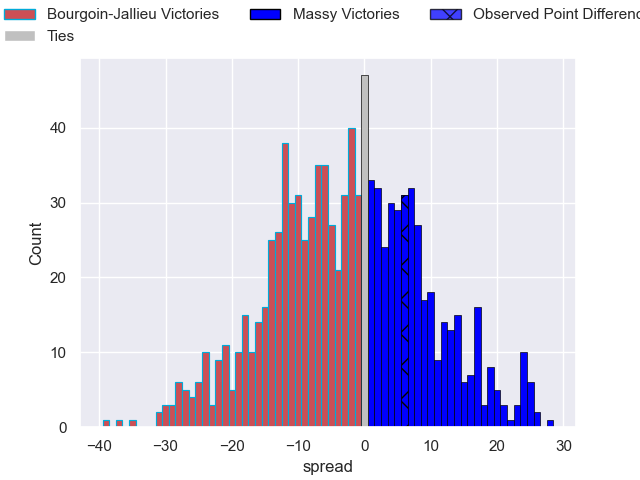 Bourgoin-Jallieu Victories
Massy Victories
Observed Point Differenc
Ties
Count
40
30
20
10
0
−40
−30
−20
−10
0
10
20
30
spread